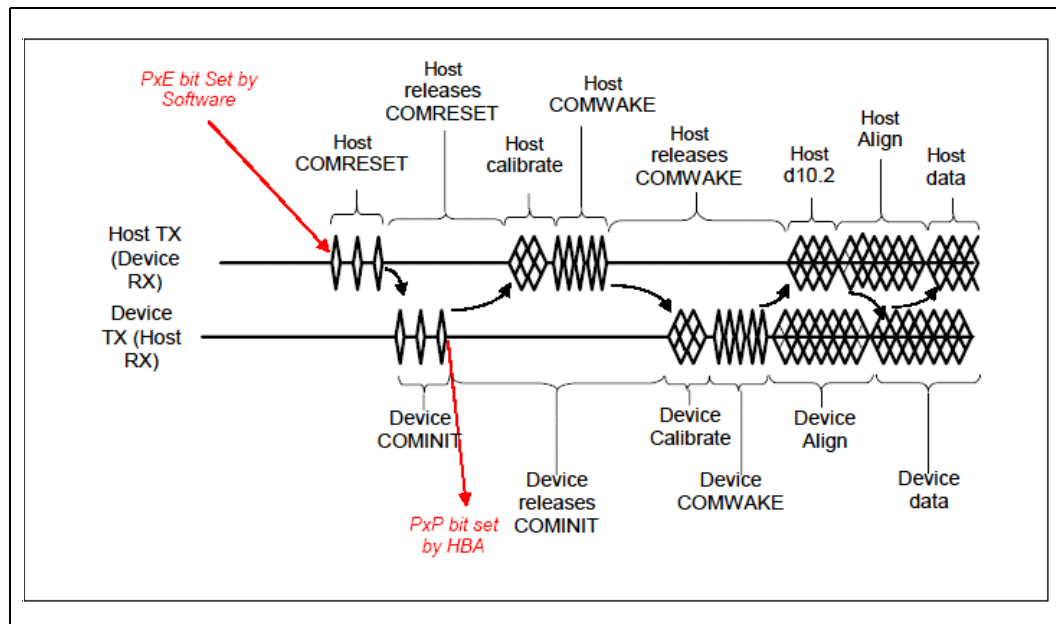 PxE bit Set by
Software
Host
COMRESET
Host
releases
COMRESET
Host
calibrate
Host
COMWAKE
Host
releases
COMWAKE
Host
d10.2
Host
Align
Host
data
Host TX
(Device
RX)
Device
TX (Host
RX)
Device
COMINIT
PxP bit set
by HBA
Device
releases
COMINIT
Device
Calibrate
Device
COMWAKE
Device
Align
Device
data